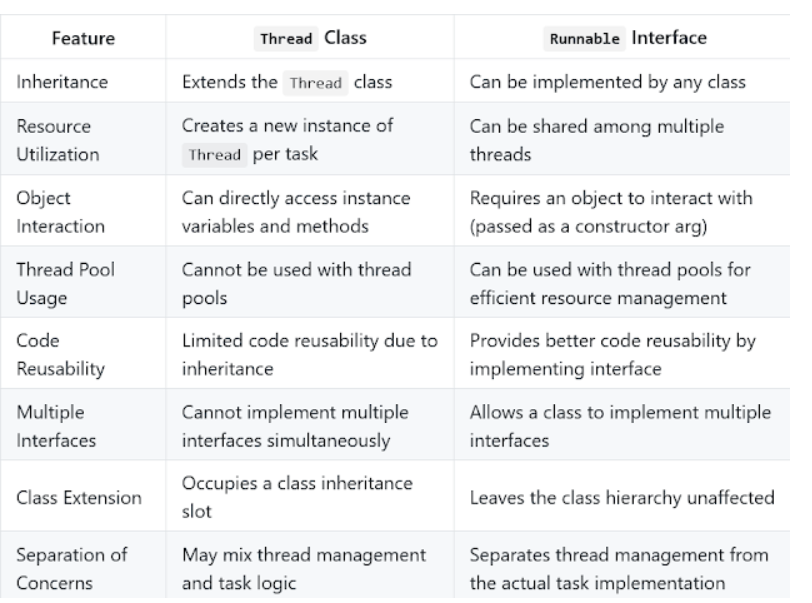 Feature Thread Class Runnable Interface
Inheritance Extends the Thread class Can be implemented by any class
Resource Creates a new instance of Can be shared among multiple
Utilization Thread per task threads
Object Can directly access instance Requires an object to interact with
Interaction variables and methods (passed as a constructor arg)
Thread Pool Cannot be used with thread Can be used with thread pools for
Usage pools efficient resource management
Code Limited code reusability due to Provides better code reusability by
Reusability inheritance implementing interface
Multiple Cannot implement multiple Allows a class to implement multiple
Interfaces interfaces simultaneously interfaces
Class Extension Occupies a class inheritance slot Leaves the class hierarchy unaffected
Separation of May mix thread management Separates thread management from
Concerns and task logic the actual task implementation